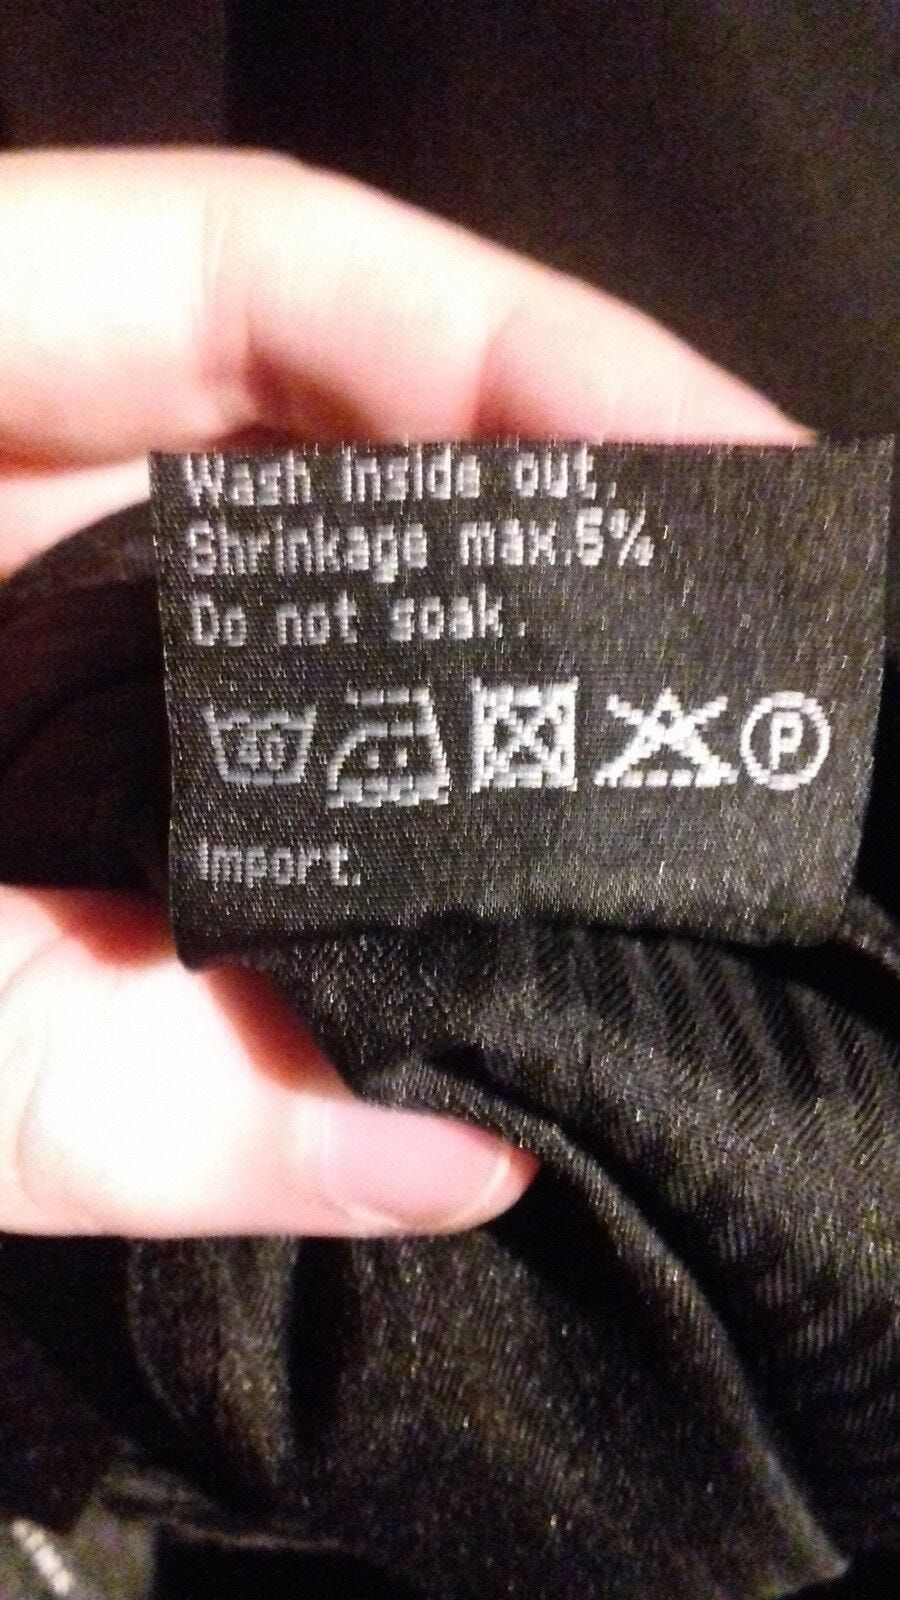 Wash inside out.
Shrinkage max.5%
Do not soak.
40 P
Import.